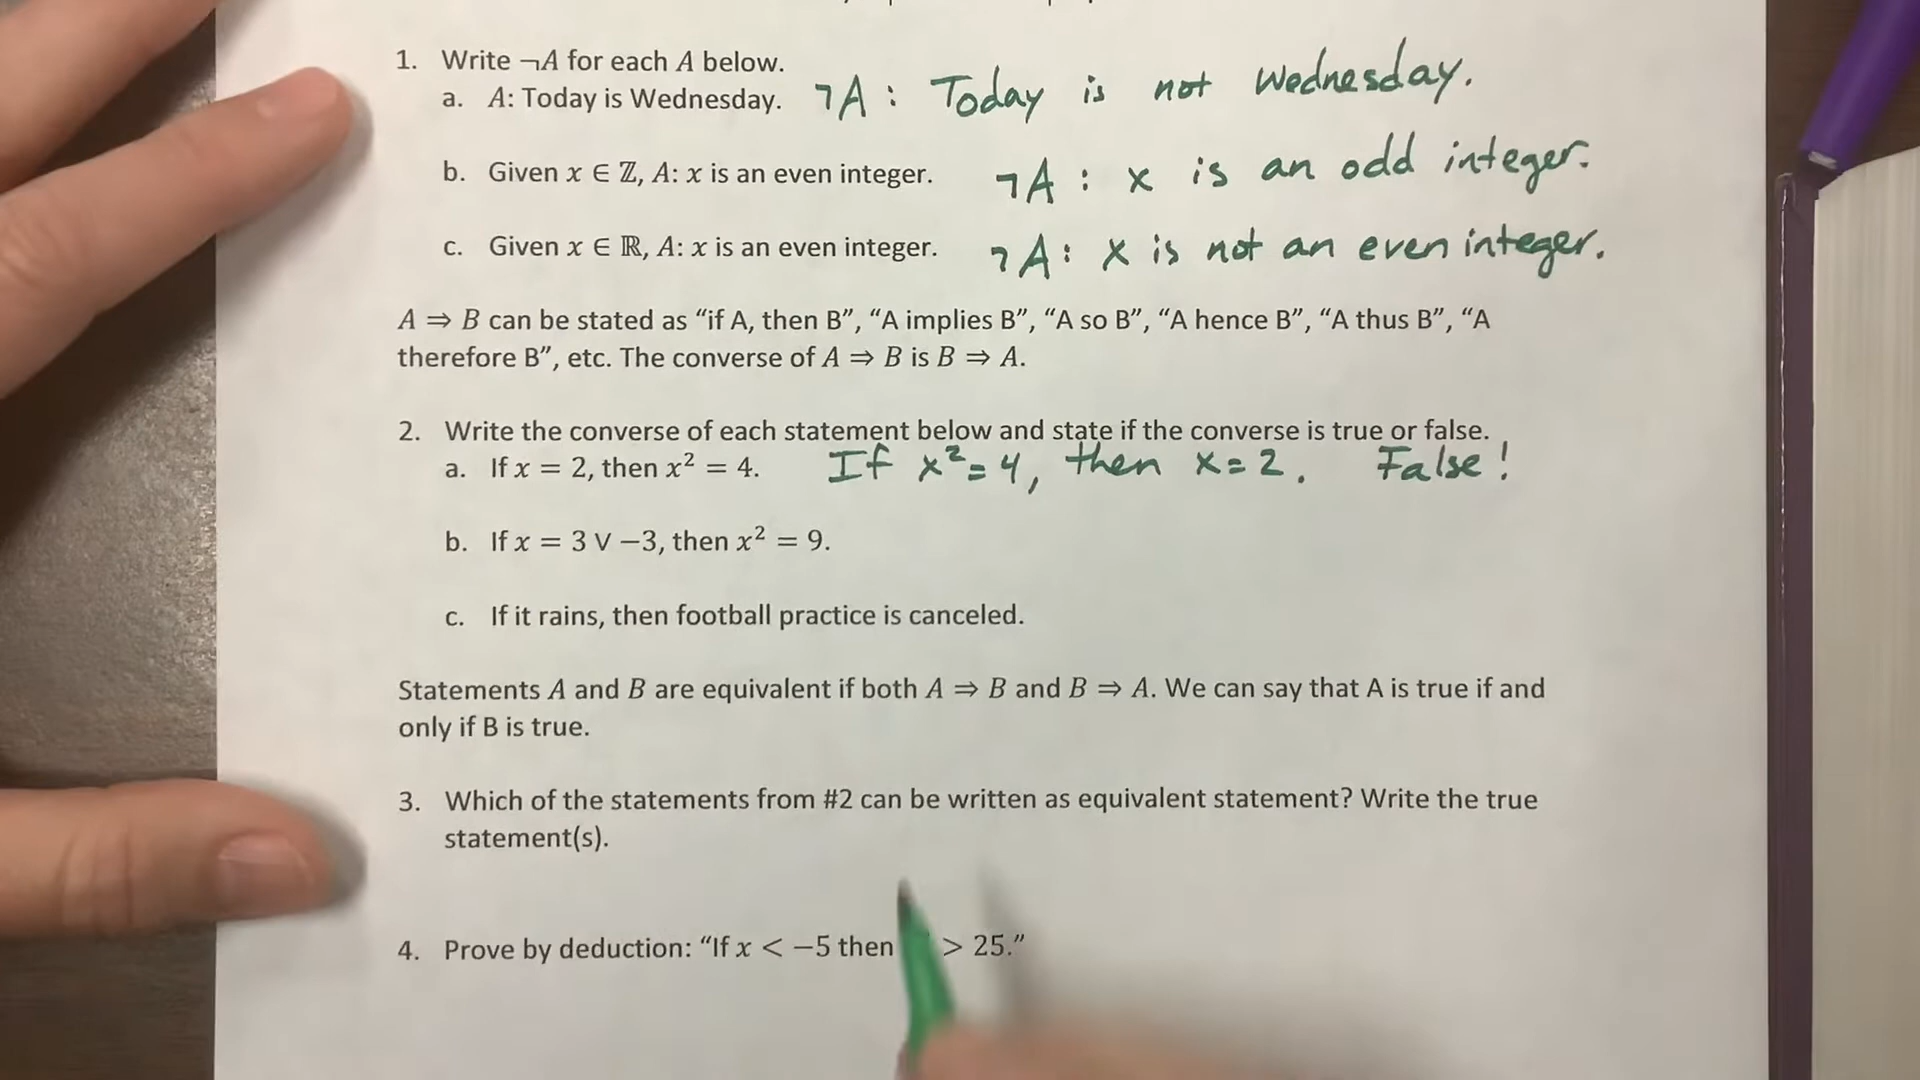 1. Write ¬A for each A below.
a. A: Today is Wednesday. ¬A: Today is not Wednesday.
b. Given x ∈ ℤ, A: x is an even integer. ¬A: x is an odd integer.
c. Given x ∈ ℝ, A: x is an even integer. ¬A: x is not an even integer.
A ⇒ B can be stated as “if A, then B”, “A implies B”, “A so B”, “A hence B”, “A thus B”, “A
therefore B”, etc. The converse of A ⇒ B is B ⇒ A.
2. Write the converse of each statement below and state if the converse is true or false.
a. If x = 2, then x² = 4. If x² = 4, then x = 2. False!
b. If x = 3 ∨ −3, then x² = 9.
c. If it rains, then football practice is canceled.
Statements A and B are equivalent if both A ⇒ B and B ⇒ A. We can say that A is true if and
only if B is true.
3. Which of the statements from #2 can be written as equivalent statement? Write the true
statement(s).
4. Prove by deduction: “If x < −5 then > 25.”